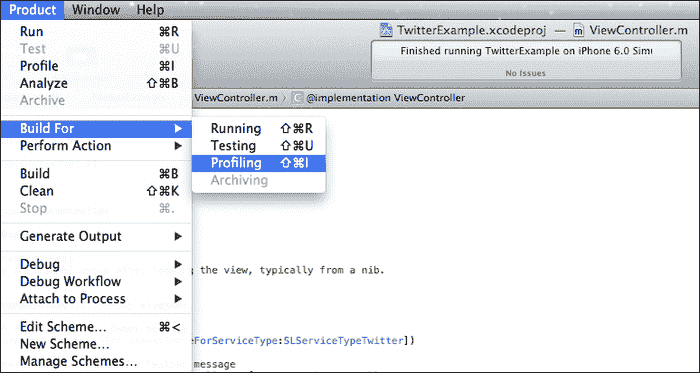 Product Window Help
TwitterExample.xcodeproj — ViewController.m
Run ⌘R
Finished running TwitterExample on iPhone 6.0 Simu
Test ⌘U
Profile ⌘I
No Issues
Analyze ⇧⌘B
Archive
ViewController.m › C @implementation ViewController
Build For ▶
Running ⇧⌘R
Perform Action ▶
Testing ⇧⌘U
Profiling ⇧⌘I
Build ⌘B
Archiving
Clean ⇧⌘K
Stop ⌘.
Generate Output ▶
Debug ▶
the view, typically from a nib.
Debug Workflow ▶
Attach to Process ▶
Edit Scheme... ⌘<
New Scheme...
ForServiceType:SLServiceTypeTwitter])
Manage Schemes...
message